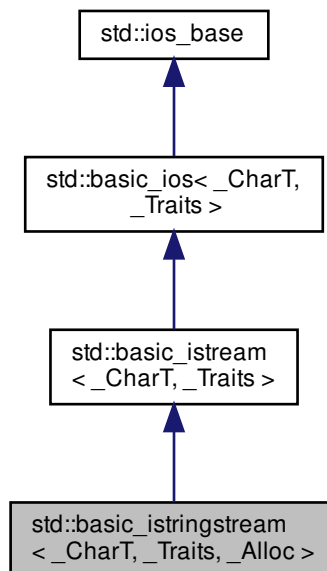 std::ios_base
std::basic_ios< _CharT,
_Traits >
std::basic_istream
< _CharT, _Traits >
std::basic_istringstream
< _CharT, _Traits, _Alloc >